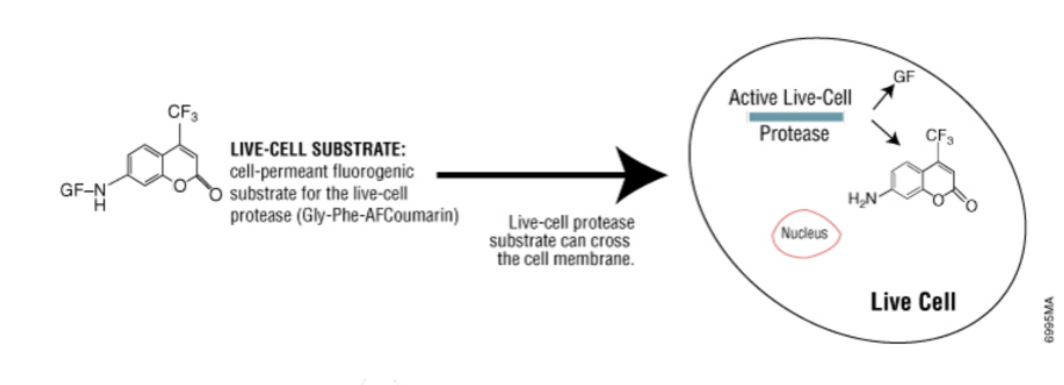 CF3
GF–N
H
O
O
LIVE-CELL SUBSTRATE:
cell-permeant fluorogenic
substrate for the live-cell
protease (Gly-Phe-AFCoumarin)
Live-cell protease
substrate can cross
the cell membrane.
Active Live-Cell
Protease
GF
CF3
H2N
O
O
Nucleus
Live Cell
6995MA